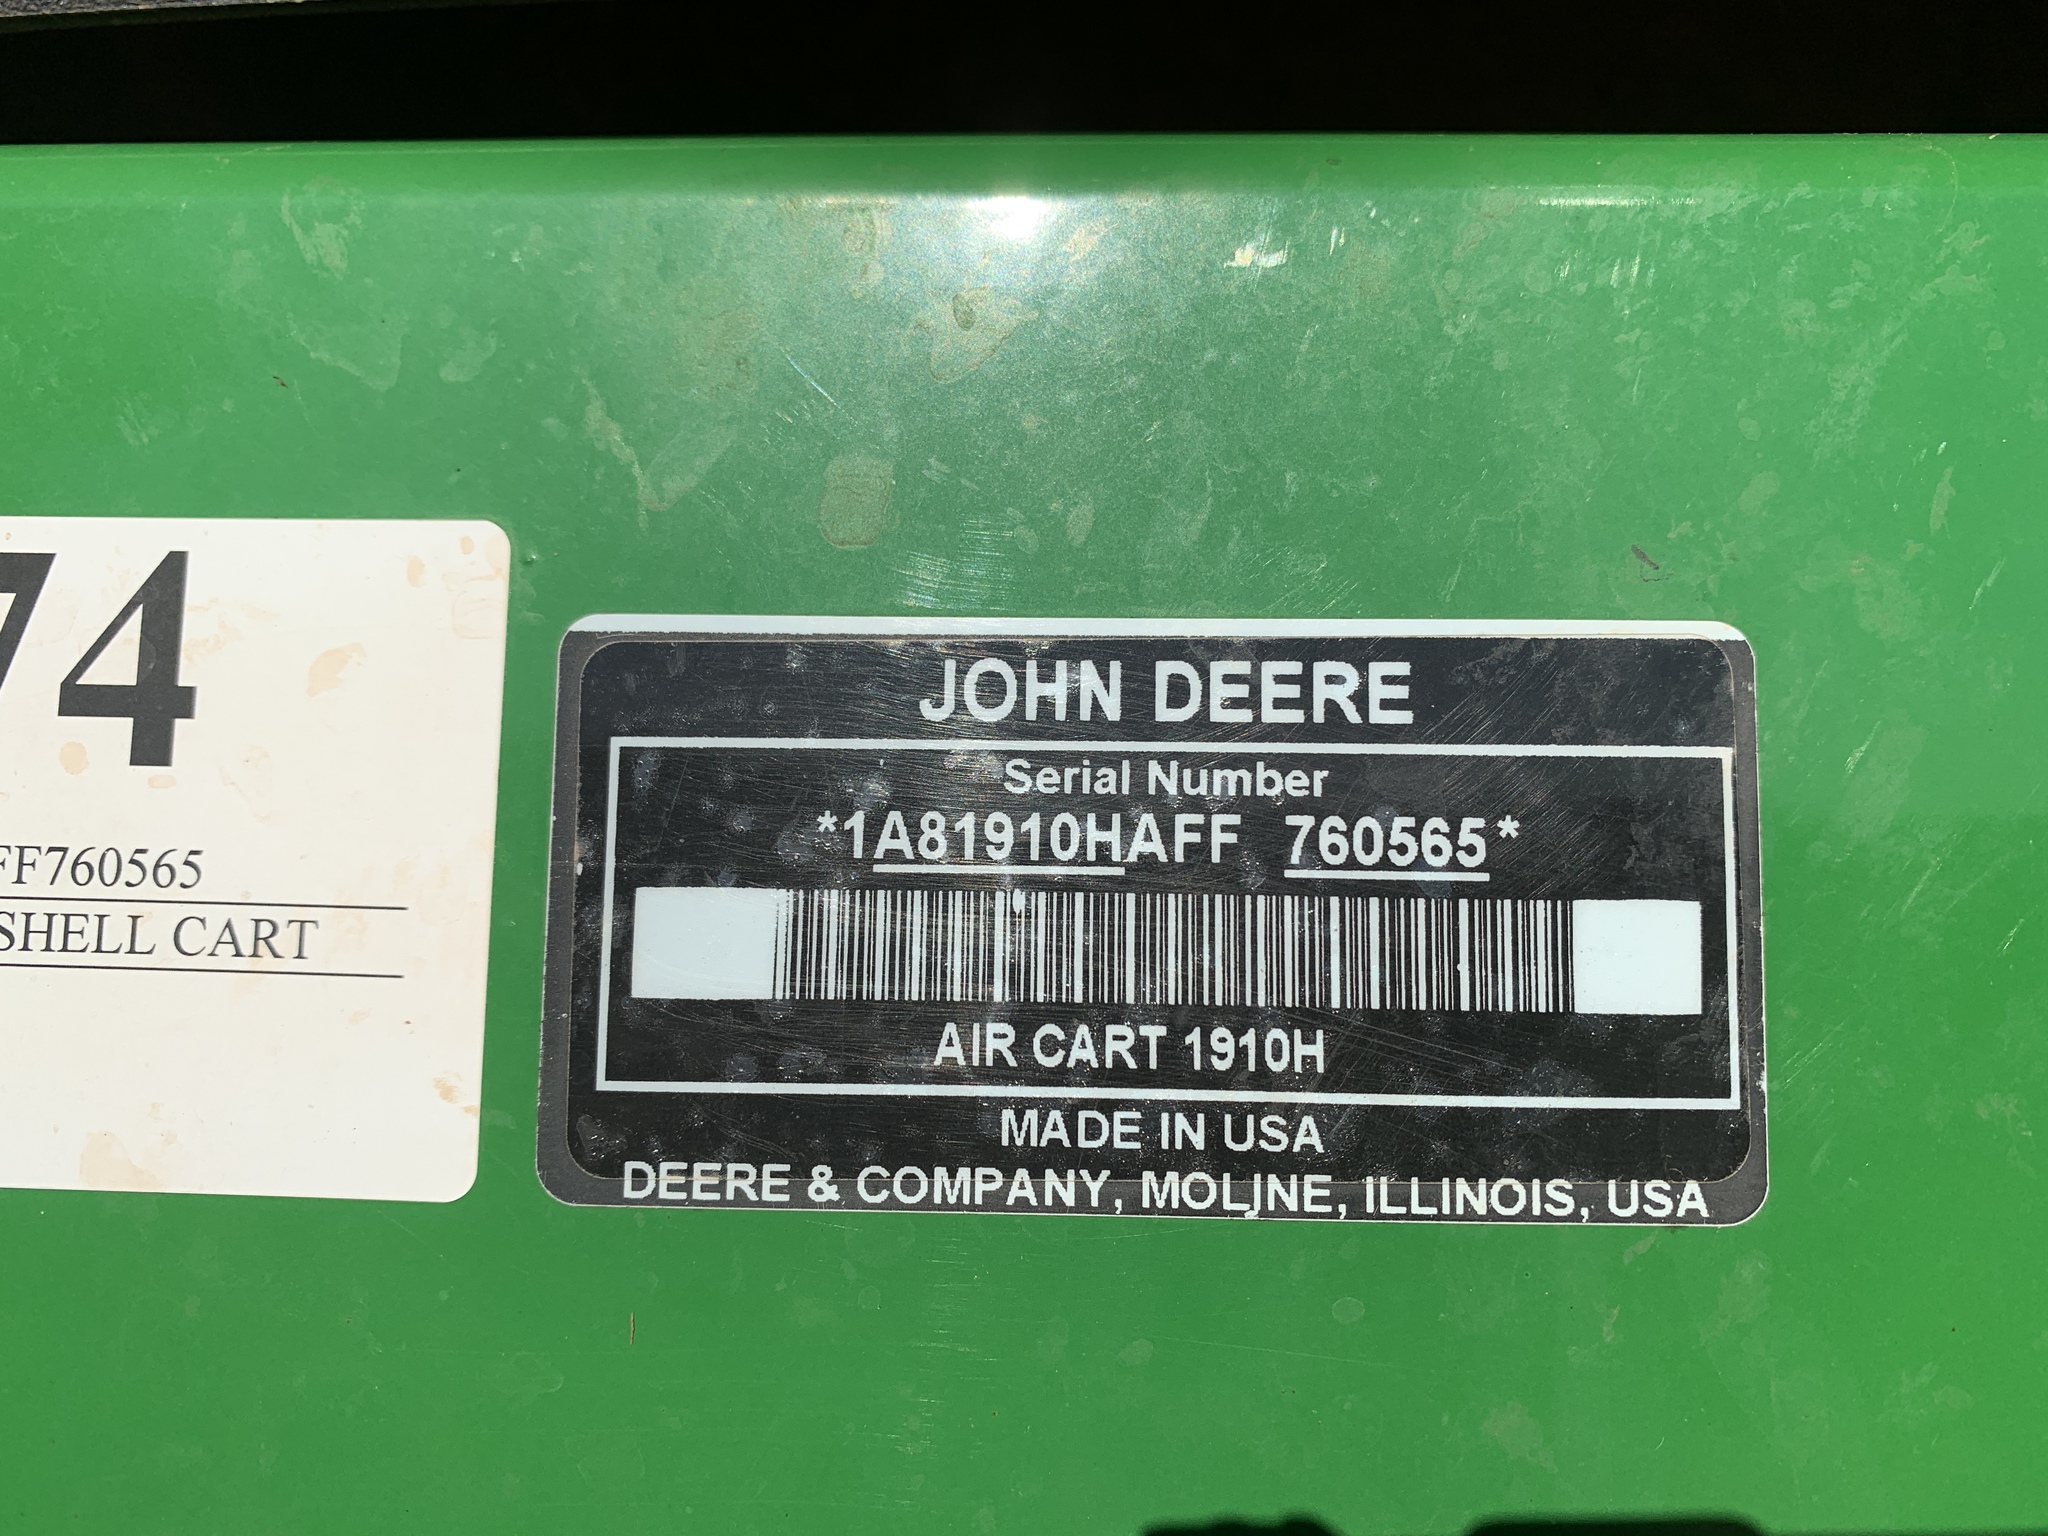 74
FF760565
SHELL CART
JOHN DEERE
Serial Number
*1A81910HAFF 760565*
AIR CART 1910H
MADE IN USA
DEERE & COMPANY, MOLINE, ILLINOIS, USA